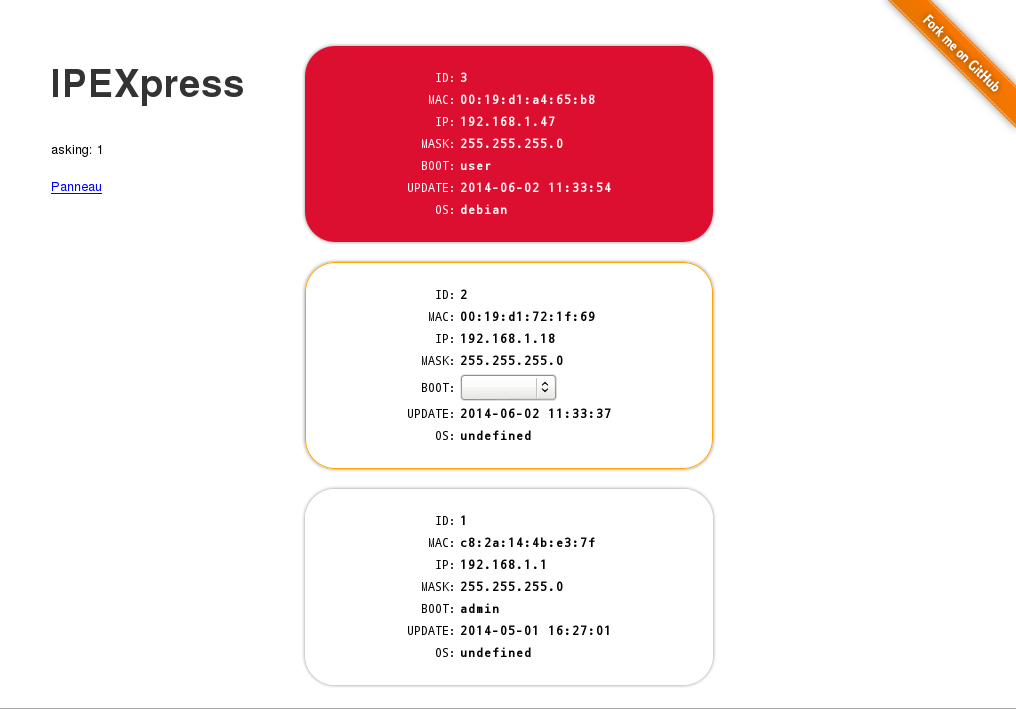 IPEXpress
asking: 1
Panneau
Fork me on GitHub
ID: 3
MAC: 00:19:d1:a4:65:b8
IP: 192.168.1.47
MASK: 255.255.255.0
BOOT: user
UPDATE: 2014-06-02 11:33:54
OS: debian
ID: 2
MAC: 00:19:d1:72:1f:69
IP: 192.168.1.18
MASK: 255.255.255.0
BOOT:
UPDATE: 2014-06-02 11:33:37
OS: undefined
ID: 1
MAC: c8:2a:14:4b:e3:7f
IP: 192.168.1.1
MASK: 255.255.255.0
BOOT: admin
UPDATE: 2014-05-01 16:27:01
OS: undefined